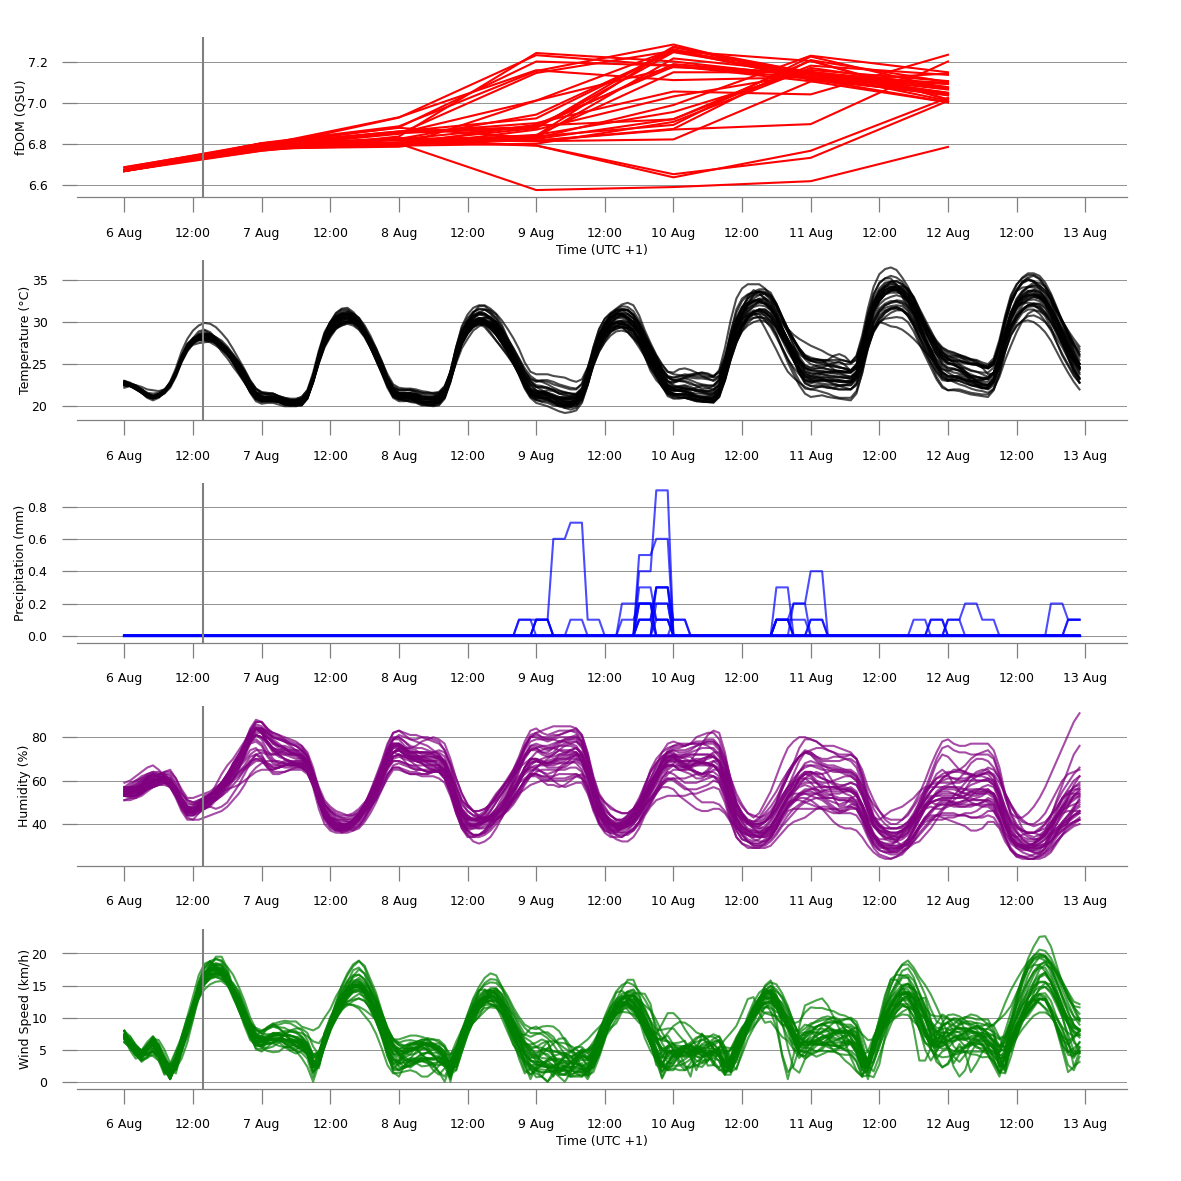 fDOM (QSU)
7.2
7.0
6.8
6.6
6 Aug 12:00 7 Aug 12:00 8 Aug 12:00 9 Aug 12:00 10 Aug 12:00 11 Aug 12:00 12 Aug 12:00 13 Aug
Time (UTC +1)
Temperature (°C)
35
30
25
20
6 Aug 12:00 7 Aug 12:00 8 Aug 12:00 9 Aug 12:00 10 Aug 12:00 11 Aug 12:00 12 Aug 12:00 13 Aug
Precipitation (mm)
0.8
0.6
0.4
0.2
0.0
6 Aug 12:00 7 Aug 12:00 8 Aug 12:00 9 Aug 12:00 10 Aug 12:00 11 Aug 12:00 12 Aug 12:00 13 Aug
Humidity (%)
80
60
40
6 Aug 12:00 7 Aug 12:00 8 Aug 12:00 9 Aug 12:00 10 Aug 12:00 11 Aug 12:00 12 Aug 12:00 13 Aug
Wind Speed (km/h)
20
15
10
5
0
6 Aug 12:00 7 Aug 12:00 8 Aug 12:00 9 Aug 12:00 10 Aug 12:00 11 Aug 12:00 12 Aug 12:00 13 Aug
Time (UTC +1)